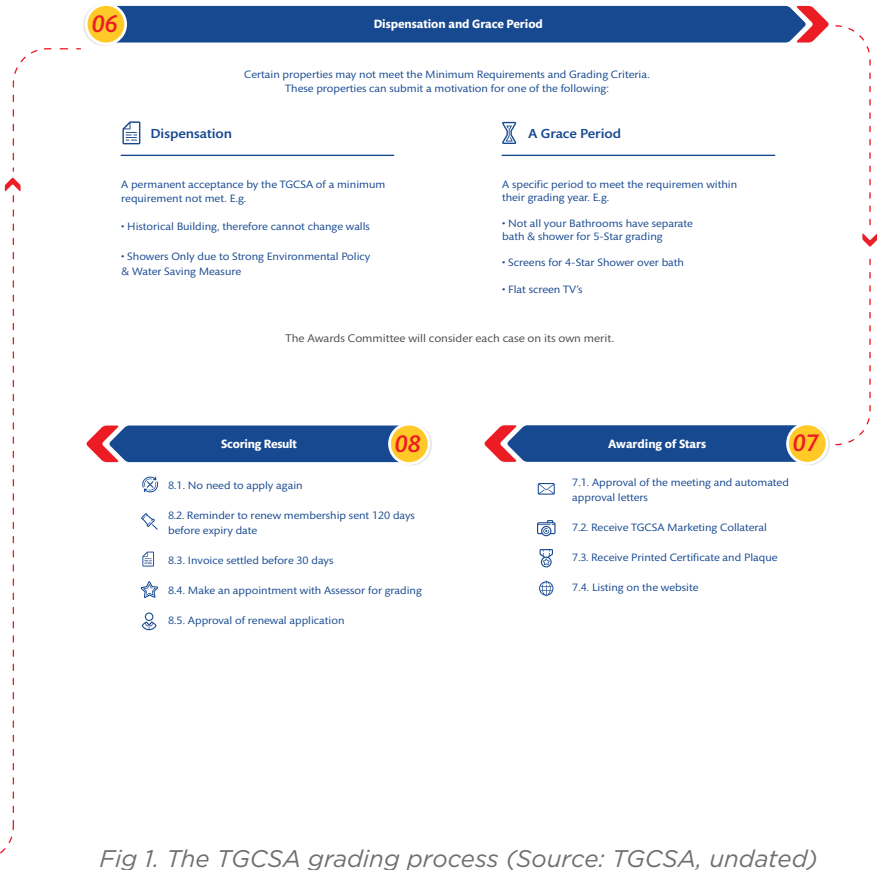 06
Dispensation and Grace Period
Certain properties may not meet the Minimum Requirements and Grading Criteria.
These properties can submit a motivation for one of the following:
Dispensation
A permanent acceptance by the TGCSA of a minimum
requirement not met. E.g.
• Historical Building, therefore cannot change walls
• Showers Only due to Strong Environmental Policy
& Water Saving Measure
A Grace Period
A specific period to meet the requiremen within
their grading year. E.g.
• Not all your Bathrooms have separate
bath & shower for 5-Star grading
• Screens for 4-Star Shower over bath
• Flat screen TV's
The Awards Committee will consider each case on its own merit.
Awarding of Stars
07
7.1. Approval of the meeting and automated
approval letters
7.2. Receive TGCSA Marketing Collateral
7.3. Receive Printed Certificate and Plaque
7.4. Listing on the website
Scoring Result
08
8.1. No need to apply again
8.2. Reminder to renew membership sent 120 days
before expiry date
8.3. Invoice settled before 30 days
8.4. Make an appointment with Assessor for grading
8.5. Approval of renewal application
Fig 1. The TGCSA grading process (Source: TGCSA, undated)